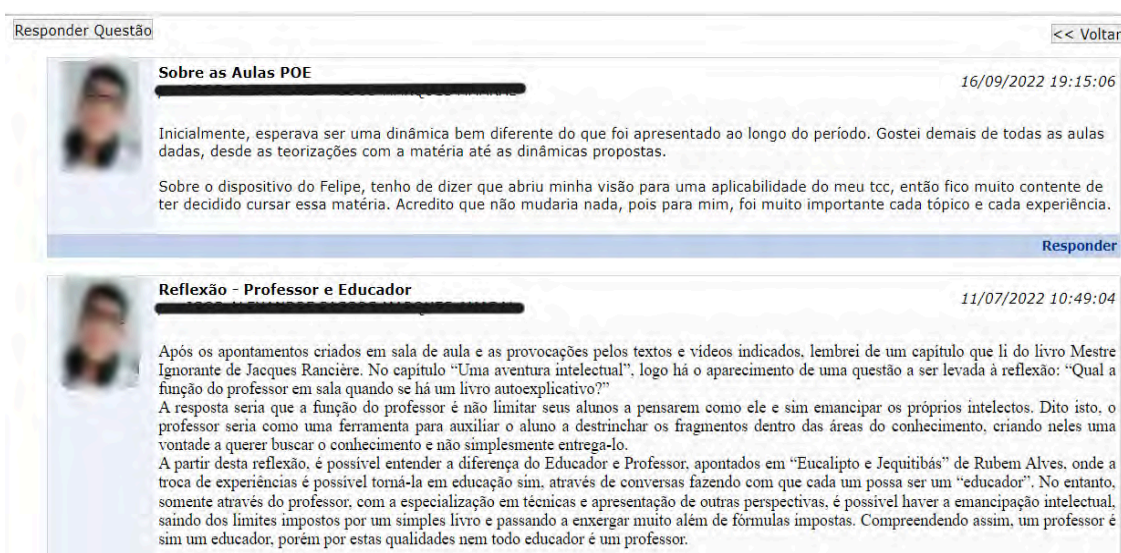 Responder Questão
<< Voltar
Sobre as Aulas POE
16/09/2022 19:15:06
Inicialmente, esperava ser uma dinâmica bem diferente do que foi apresentado ao longo do período. Gostei demais de todas as aulas
dadas, desde as teorizações com a matéria até as dinâmicas propostas.
Sobre o dispositivo do Felipe, tenho de dizer que abriu minha visão para uma aplicabilidade do meu tcc, então fico muito contente de
ter decidido cursar essa matéria. Acredito que não mudaria nada, pois para mim, foi muito importante cada tópico e cada experiência.
Responder
Reflexão - Professor e Educador
11/07/2022 10:49:04
Após os apontamentos criados em sala de aula e as provocações pelos textos e vídeos indicados, lembrei de um capítulo que li do livro Mestre
Ignorante de Jacques Rancière. No capítulo “Uma aventura intelectual”, logo há o aparecimento de uma questão a ser levada à reflexão: “Qual a
função do professor em sala quando se há um livro autoexplicativo?”
A resposta seria que a função do professor é não limitar seus alunos a pensarem como ele e sim emancipar os próprios intelectos. Dito isto, o
professor seria como uma ferramenta para auxiliar o aluno a destrinchar os fragmentos dentro das áreas do conhecimento, criando neles uma
vontade a querer buscar o conhecimento e não simplesmente entrega-lo.
A partir desta reflexão, é possível entender a diferença do Educador e Professor, apontados em “Eucalipto e Jequitibás” de Rubem Alves, onde a
troca de experiências é possível torná-la em educação sim, através de conversas fazendo com que cada um possa ser um “educador”. No entanto,
somente através do professor, com a especialização em técnicas e apresentação de outras perspectivas, é possível haver a emancipação intelectual,
saindo dos limites impostos por um simples livro e passando a enxergar muito além de fórmulas impostas. Compreendendo assim, um professor é
sim um educador, porém por estas qualidades nem todo educador é um professor.